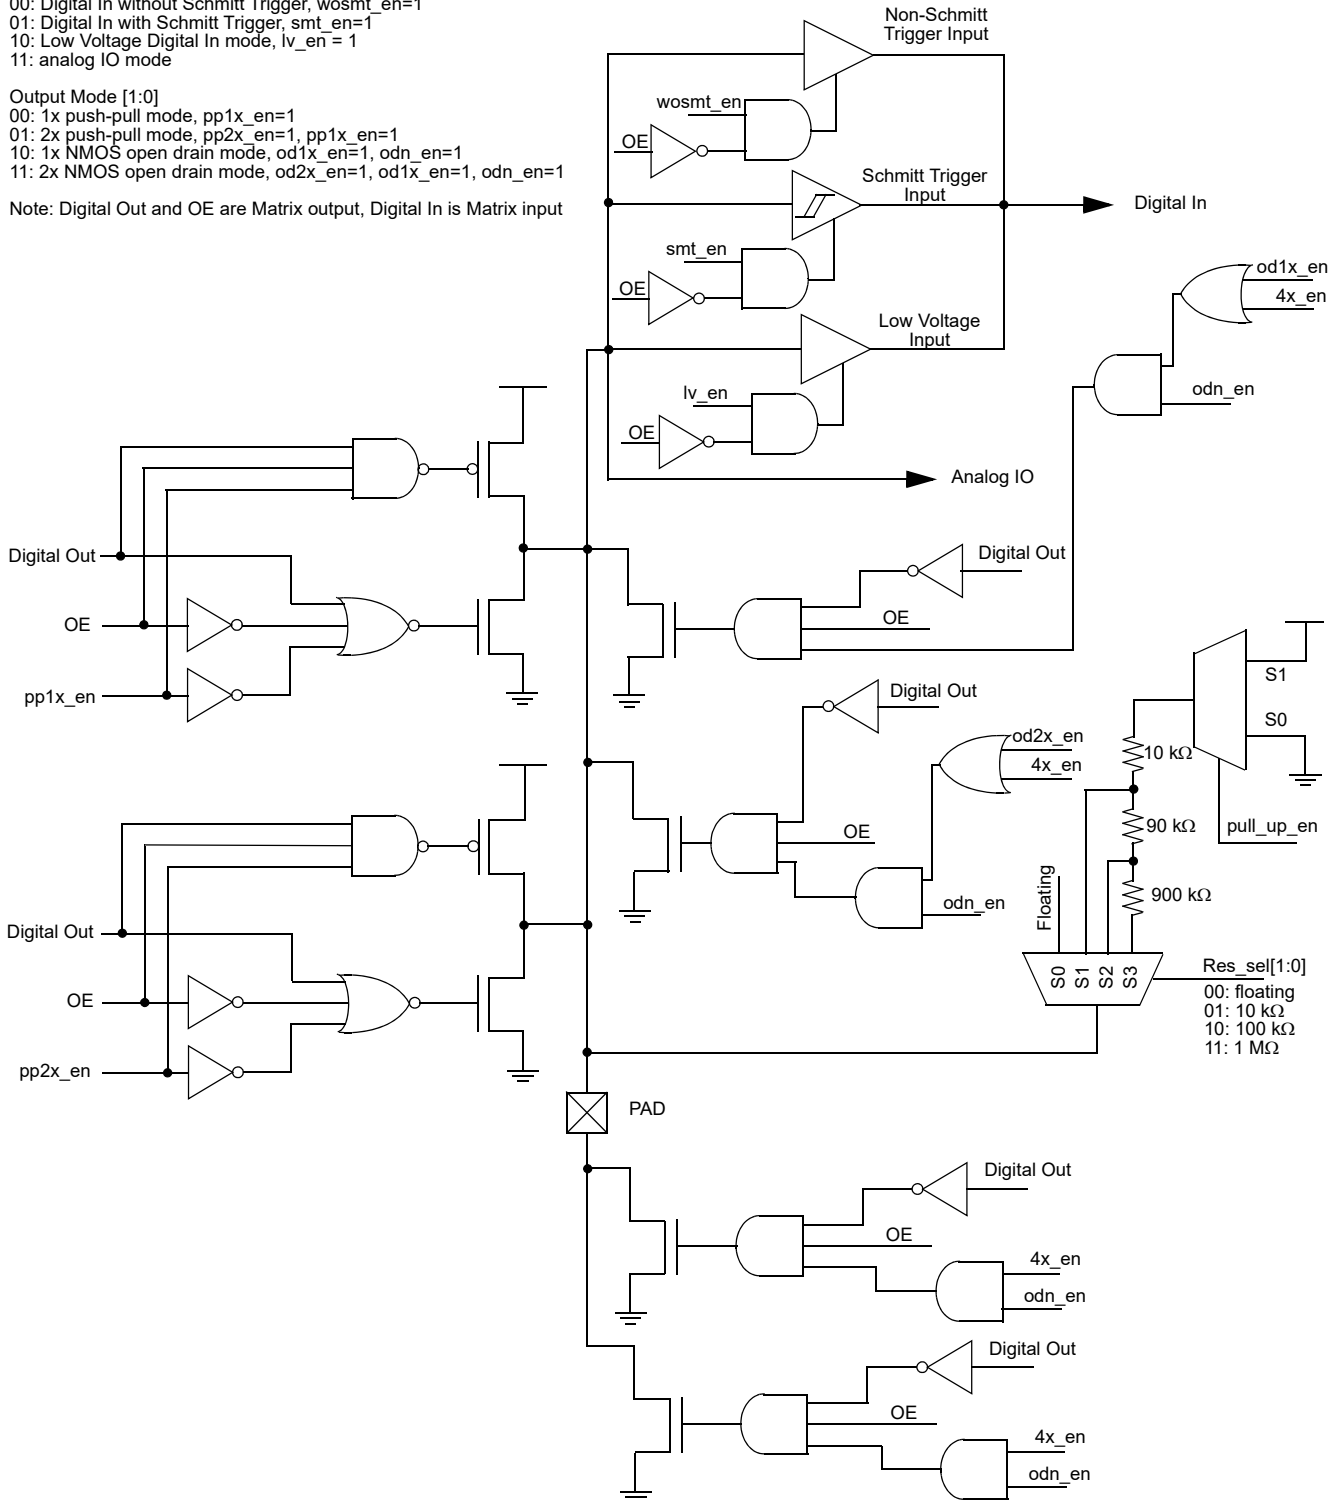 00: Digital In without Schmitt Trigger, wosmt_en=1
01: Digital In with Schmitt Trigger, smt_en=1
10: Low Voltage Digital In mode, lv_en = 1
11: analog IO mode
Output Mode [1:0]
00: 1x push-pull mode, pp1x_en=1
01: 2x push-pull mode, pp2x_en=1, pp1x_en=1
10: 1x NMOS open drain mode, od1x_en=1, odn_en=1
11: 2x NMOS open drain mode, od2x_en=1, od1x_en=1, odn_en=1
Note: Digital Out and OE are Matrix output, Digital In is Matrix input
Non-Schmitt
Trigger Input
wosmt_en
OE
Schmitt Trigger
Input
Digital In
smt_en
OE
od1x_en
4x_en
Low Voltage
Input
lv_en
odn_en
OE
Analog IO
Digital Out
OE
pp1x_en
Digital Out
OE
S1
S0
Digital Out
od2x_en
4x_en
10 kΩ
90 kΩ
pull_up_en
OE
900 kΩ
odn_en
Floating
Digital Out
OE
pp2x_en
S0
S1
S2
S3
Res_sel[1:0]
00: floating
01: 10 kΩ
10: 100 kΩ
11: 1 MΩ
PAD
Digital Out
OE
4x_en
odn_en
Digital Out
OE
4x_en
odn_en